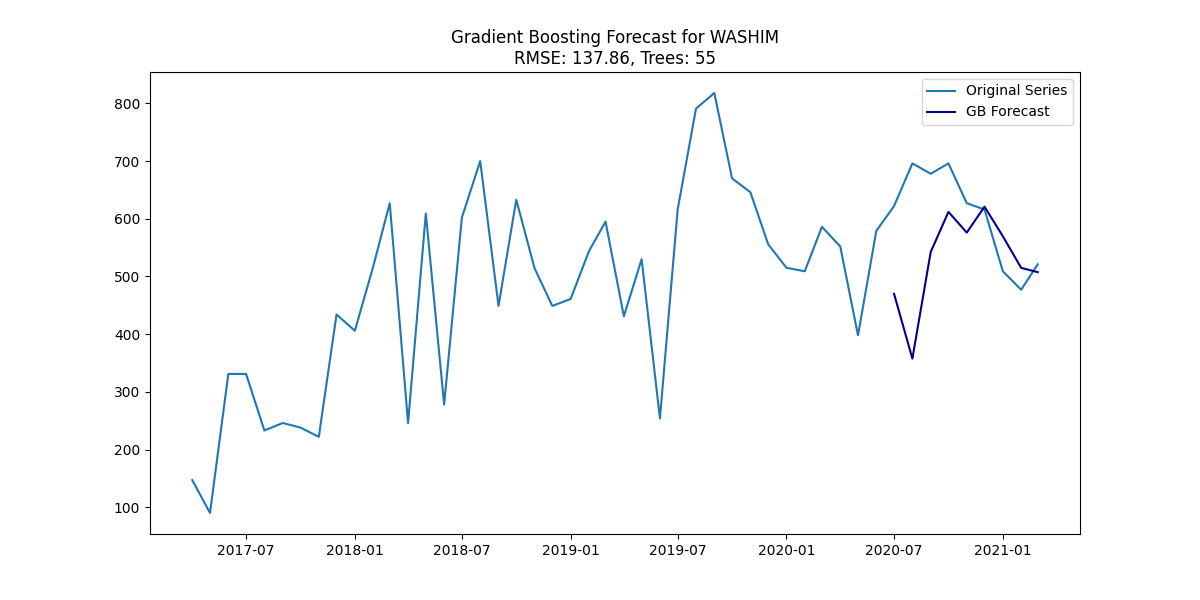 Gradient Boosting Forecast for WASHIM
RMSE: 137.86, Trees: 55
Original Series
GB Forecast
800
700
600
500
400
300
200
100
2017-07 2018-01 2018-07 2019-01 2019-07 2020-01 2020-07 2021-01